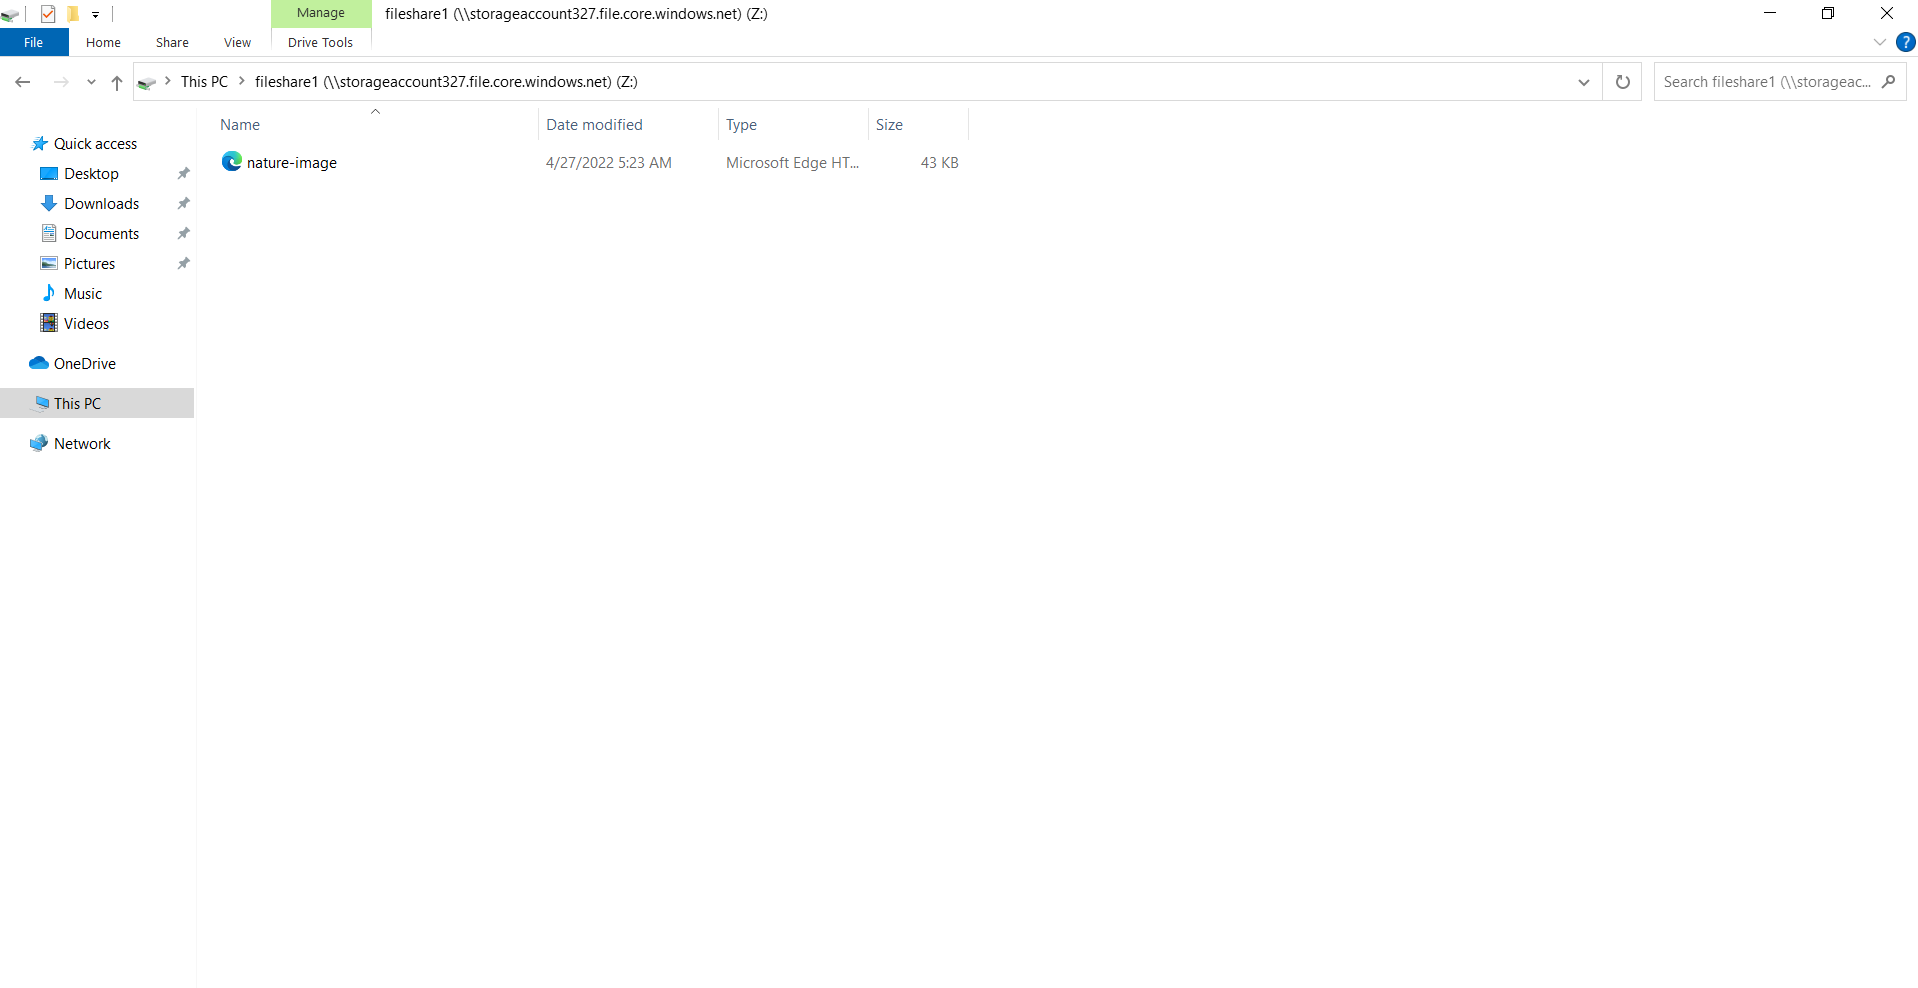 Manage
fileshare1 (\\storageaccount327.file.core.windows.net) (Z:)
File Home Share View Drive Tools
?
This PC fileshare1 (\\storageaccount327.file.core.windows.net) (Z:)
Search fileshare1 (\\storageac...
Name Date modified Type Size
nature-image 4/27/2022 5:23 AM Microsoft Edge HT... 43 KB
Quick access
Desktop
Downloads
Documents
Pictures
Music
Videos
OneDrive
This PC
Network